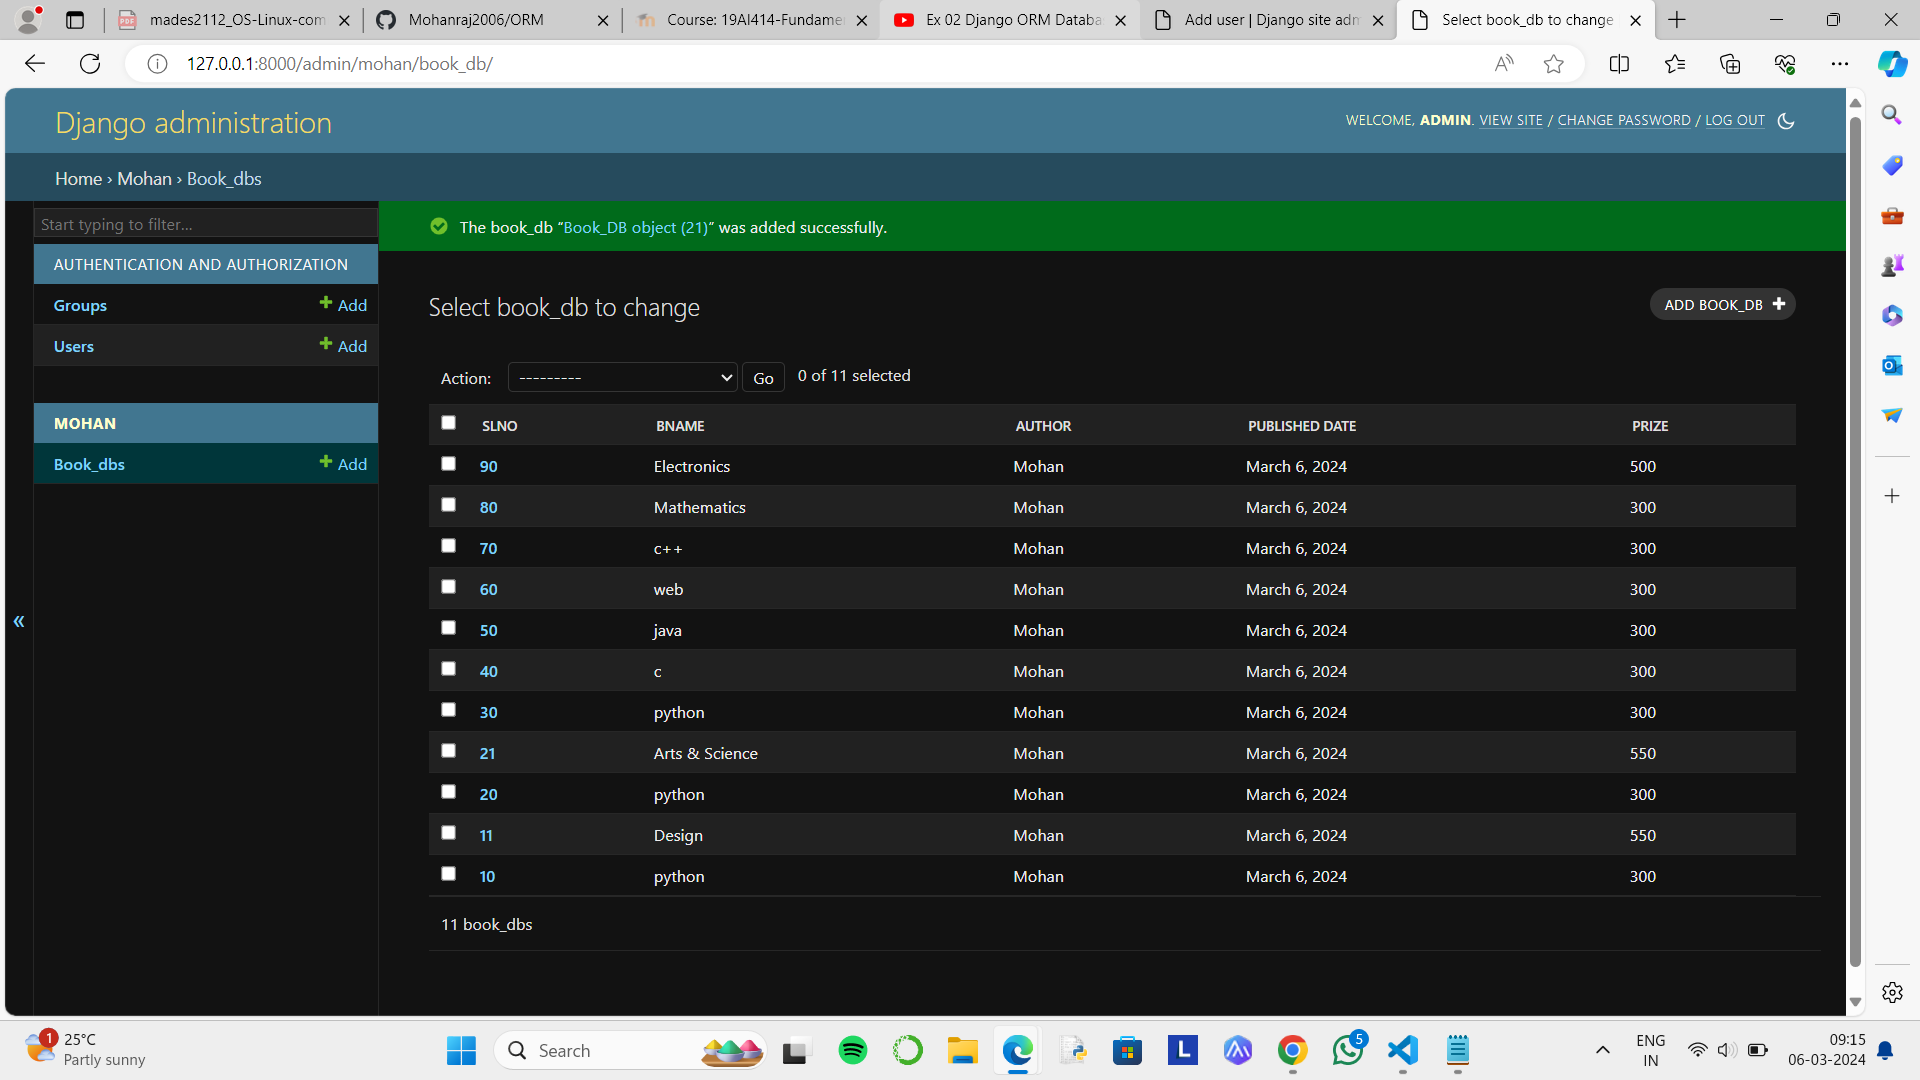 mades2112_OS-Linux-com
Mohanraj2006/ORM
Course: 19AI414-Fundame
Ex 02 Django ORM Databa
Add user | Django site adm
Select book_db to change
127.0.0.1:8000/admin/mohan/book_db/
Django administration
WELCOME, ADMIN. VIEW SITE / CHANGE PASSWORD / LOG OUT
Home › Mohan › Book_dbs
Start typing to filter...
AUTHENTICATION AND AUTHORIZATION
Groups Add
Users Add
MOHAN
Book_dbs Add
«
The book_db “Book_DB object (21)” was added successfully.
Select book_db to change
ADD BOOK_DB
Action: --------- Go 0 of 11 selected
SLNO BNAME AUTHOR PUBLISHED DATE PRIZE
90 Electronics Mohan March 6, 2024 500
80 Mathematics Mohan March 6, 2024 300
70 c++ Mohan March 6, 2024 300
60 web Mohan March 6, 2024 300
50 java Mohan March 6, 2024 300
40 c Mohan March 6, 2024 300
30 python Mohan March 6, 2024 300
21 Arts & Science Mohan March 6, 2024 550
20 python Mohan March 6, 2024 300
11 Design Mohan March 6, 2024 550
10 python Mohan March 6, 2024 300
11 book_dbs
1
25°C
Partly sunny
Search
L
5
ENG
IN
09:15
06-03-2024